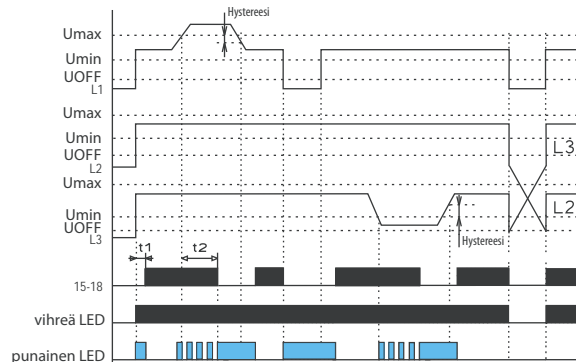 Hystereesi
Umax
Umin
UOFF
L1
Umax
Umin
UOFF
L2
L3
Umax
Umin
UOFF
L3
L2
Hystereesi
t1
t2
15-18
vihreä LED
punainen LED